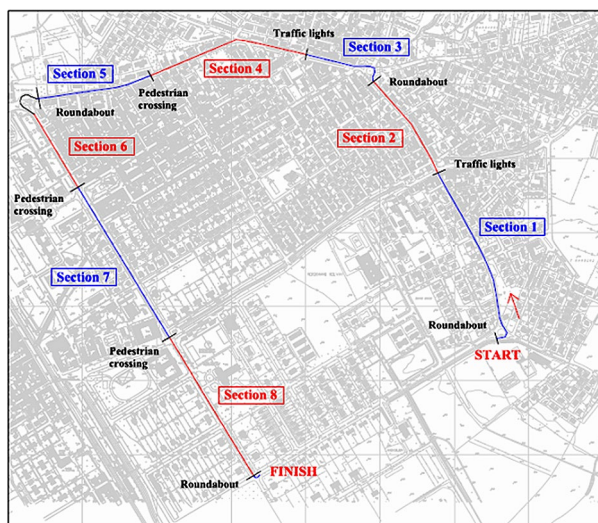 Traffic lights
Section 3
Section 5
Section 4
Roundabout
Pedestrian
crossing
Roundabout
Section 2
Section 6
Traffic lights
Pedestrian
crossing
Section 1
Section 7
Roundabout
START
Pedestrian
crossing
Section 8
FINISH
Roundabout